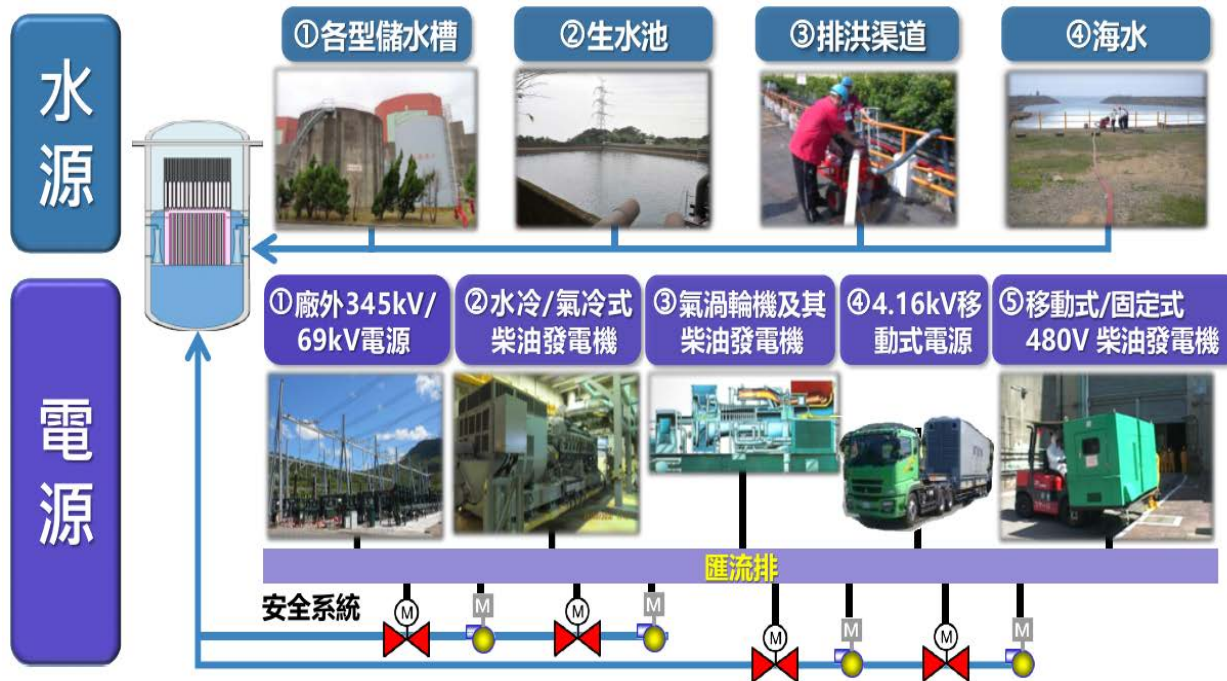 水源
①各型儲水槽
②生水池
③排洪渠道
④海水
電源
①廠外345kV/
69kV電源
②水冷/氣冷式
柴油發電機
③氣渦輪機及其
柴油發電機
④4.16kV移
動式電源
⑤移動式/固定式
480V 柴油發電機
匯流排
安全系統
M
M
M
M
M
M
M
M